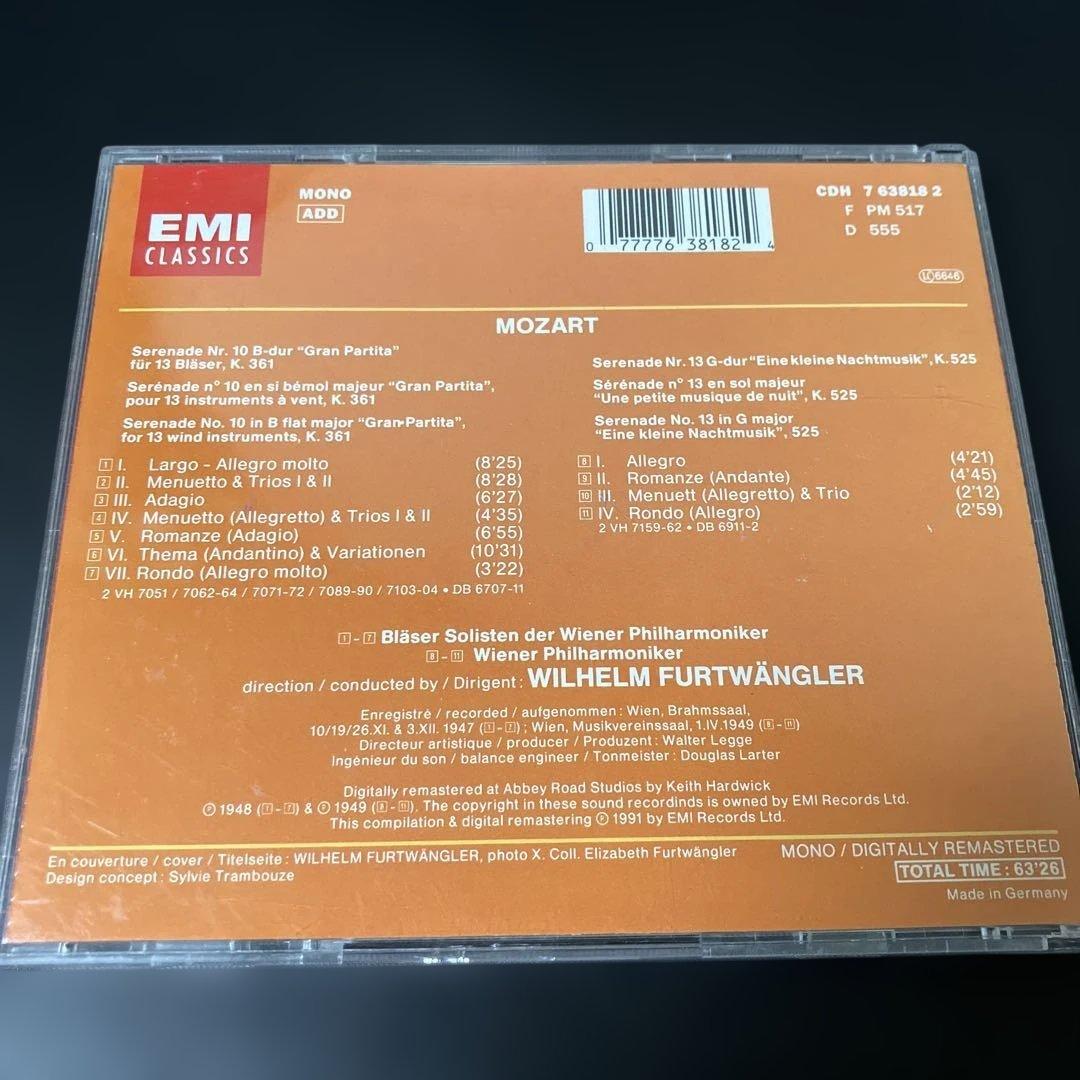 EMI
CLASSICS
MONO
ADD
0 77776 38182 4
CDH 7 63818 2
F PM 517
D 555
LC 6646
MOZART
Serenade Nr. 10 B-dur "Gran Partita"
für 13 Bläser, K. 361
Sérénade n° 10 en si bémol majeur "Gran Partita",
pour 13 instruments à vent, K. 361
Serenade No. 10 in B flat major "Gran Partita",
for 13 wind instruments, K. 361
1 I. Largo - Allegro molto (8'25)
2 II. Menuetto & Trios I & II (8'28)
3 III. Adagio (6'27)
4 IV. Menuetto (Allegretto) & Trios I & II (4'35)
5 V. Romanze (Adagio) (6'55)
6 VI. Thema (Andantino) & Variationen (10'31)
7 VII. Rondo (Allegro molto) (3'22)
2 VH 7051 / 7062-64 / 7071-72 / 7089-90 / 7103-04 • DB 6707-11
Serenade Nr. 13 G-dur "Eine kleine Nachtmusik", K. 525
Sérénade n° 13 en sol majeur
"Une petite musique de nuit", K. 525
Serenade No. 13 in G major
"Eine kleine Nachtmusik", 525
8 I. Allegro (4'21)
9 II. Romanze (Andante) (4'45)
10 III. Menuett (Allegretto) & Trio (2'12)
11 IV. Rondo (Allegro) (2'59)
2 VH 7159-62 • DB 6911-2
1 - 7 Bläser Solisten der Wiener Philharmoniker
8 - 11 Wiener Philharmoniker
direction / conducted by / Dirigent : WILHELM FURTWÄNGLER
Enregistré / recorded / aufgenommen : Wien, Brahmssaal,
10/19/26.XI. & 3.XII. 1947 (1 - 7) ; Wien, Musikvereinssaal, 1.IV.1949 (8 - 11)
Directeur artistique / producer / Produzent : Walter Legge
Ingénieur du son / balance engineer / Tonmeister : Douglas Larter
Digitally remastered at Abbey Road Studios by Keith Hardwick
℗ 1948 (1 - 7) & ℗ 1949 (8 - 11). The copyright in these sound recordinds is owned by EMI Records Ltd.
This compilation & digital remastering ℗ 1991 by EMI Records Ltd.
En couverture / cover / Titelseite : WILHELM FURTWÄNGLER, photo X. Coll. Elizabeth Furtwängler
Design concept : Sylvie Trambouze
MONO / DIGITALLY REMASTERED
TOTAL TIME : 63'26
Made in Germany